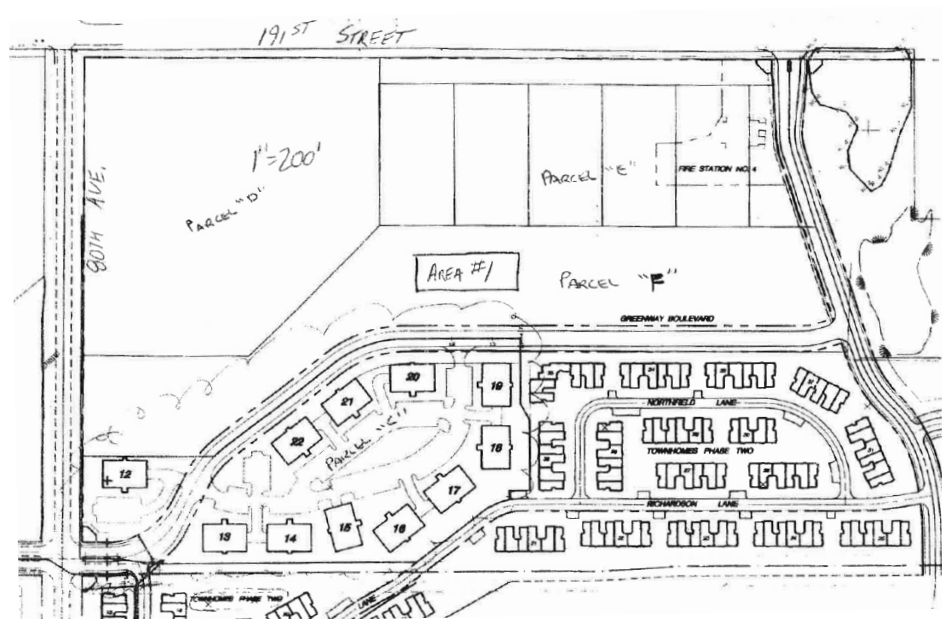 191ST STREET
1"=200'
PARCEL "E"
FIRE STATION NO. 4
PARCEL "D"
80TH AVE.
AREA #1
PARCEL "F"
GREENWAY BOULEVARD
20
19
21
NORTHFIELD LANE
22
PARCEL "C"
18
TOWNHOMES PHASE TWO
12
17
RICHARDSON LANE
15
16
13
14
TOWNHOMES PHASE TWO
LANE